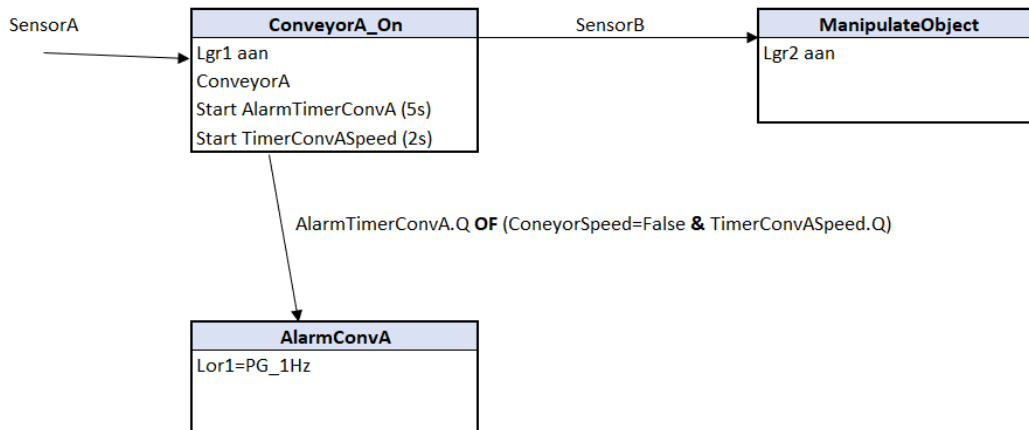 SensorA
ConveyorA_On
SensorB
ManipulateObject
Lgr1 aan
ConveyorA
Start AlarmTimerConvA (5s)
Start TimerConvASpeed (2s)
Lgr2 aan
AlarmTimerConvA.Q OF (ConeyorSpeed=False & TimerConvASpeed.Q)
AlarmConvA
Lor1=PG_1Hz